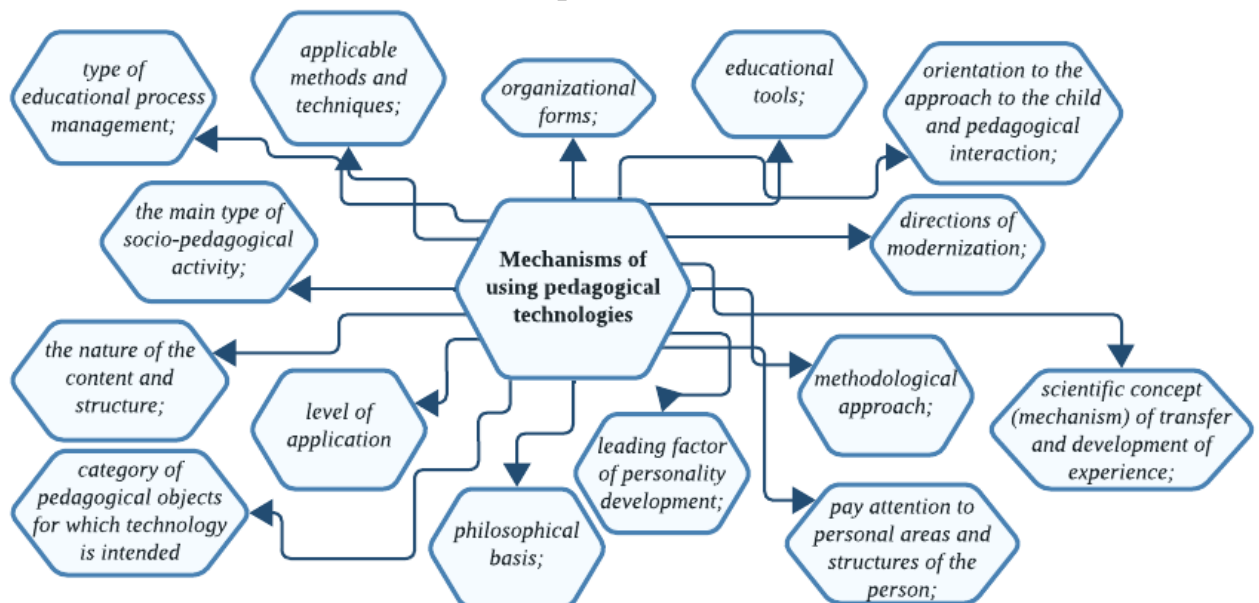 type of
educational process
management;
applicable
methods and
techniques;
organizational
forms;
educational
tools;
orientation to the
approach to the child
and pedagogical
interaction;
the main type of
socio-pedagogical
activity;
Mechanisms of
using pedagogical
technologies
directions of
modernization;
the nature of the
content and
structure;
level of
application
methodological
approach;
scientific concept
(mechanism) of transfer
and development of
experience;
category of
pedagogical objects
for which technology
is intended
philosophical
basis;
leading factor
of personality
development;
pay attention to
personal areas and
structures of the
person;